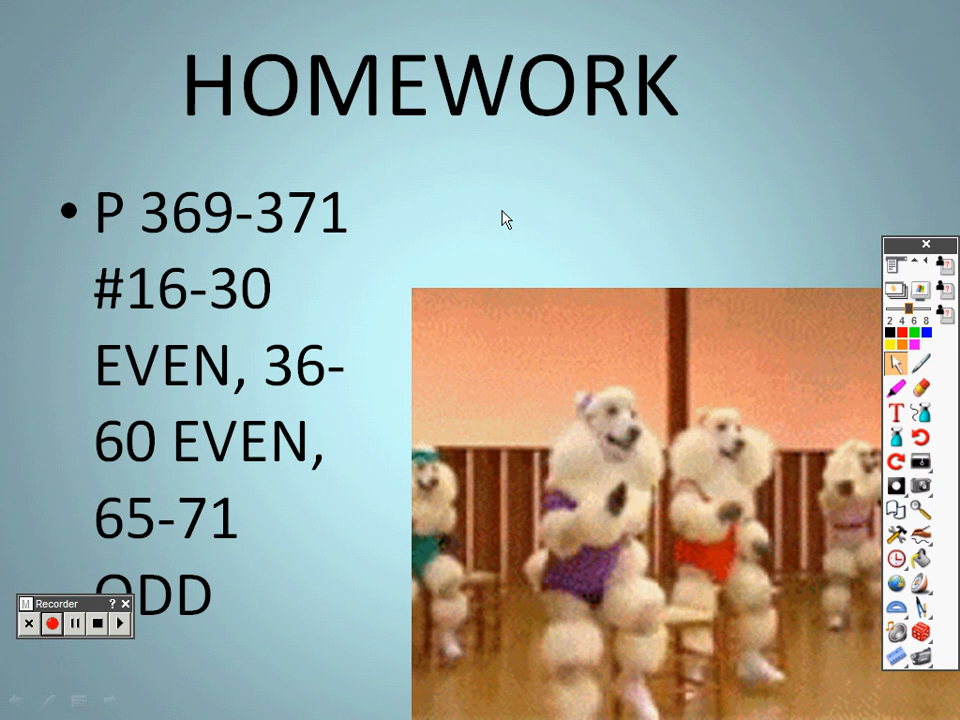 HOMEWORK
• P 369-371
#16-30
EVEN, 36-
60 EVEN,
65-71
ODD
Recorder
2 4 6 8
T